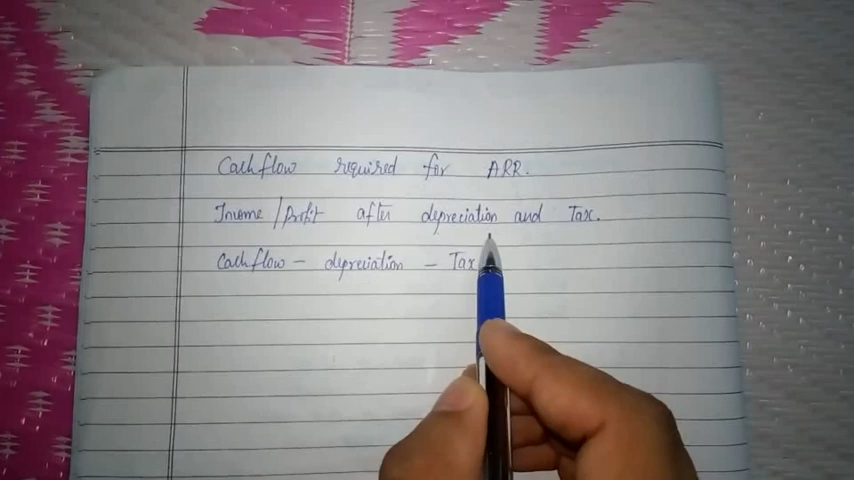 Cashflow required for ARR.
Income/Profit after depreciation and Tax.
Cashflow - depreciation - Tax